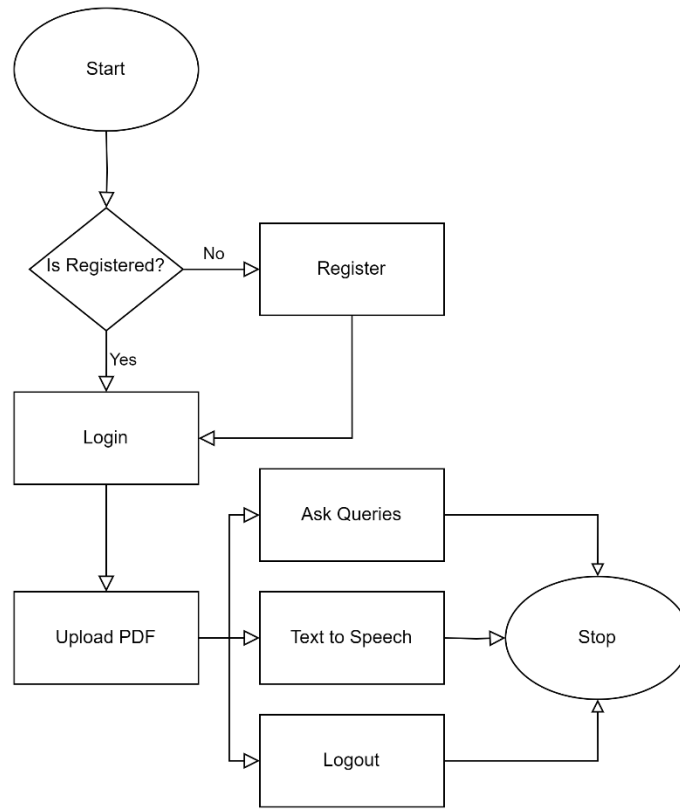 Start
Is Registered?
No
Register
Yes
Login
Ask Queries
Upload PDF
Text to Speech
Stop
Logout